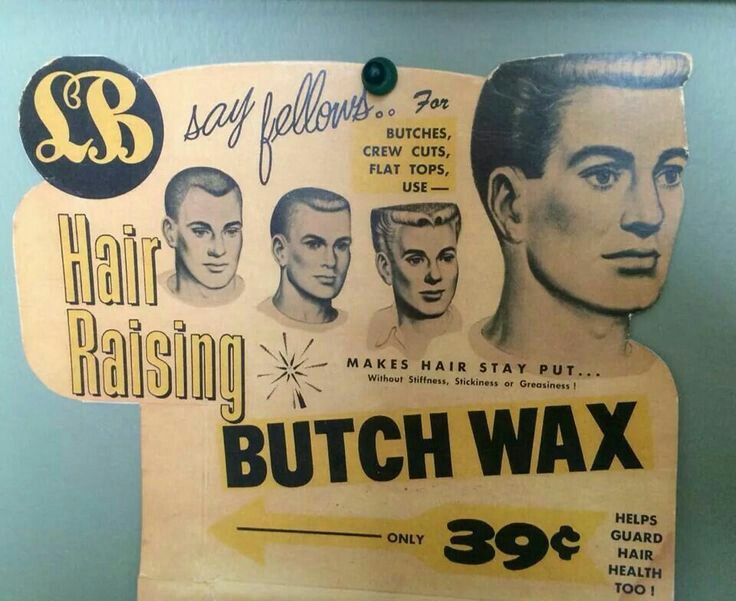 LB
say fellows.. For
BUTCHES,
CREW CUTS,
FLAT TOPS,
USE —
Hair
Raising
MAKES HAIR STAY PUT...
Without Stiffness, Stickiness or Greasiness !
BUTCH WAX
ONLY 39¢
HELPS
GUARD
HAIR
HEALTH
TOO !